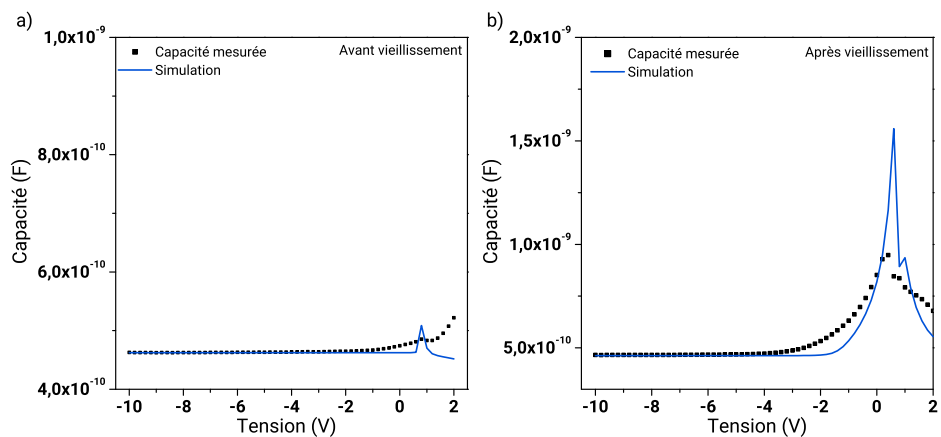 a)
1,0x10⁻⁹
8,0x10⁻¹⁰
6,0x10⁻¹⁰
4,0x10⁻¹⁰
Capacité (F)
Capacité mesurée
Simulation
Avant vieillissement
-10 -8 -6 -4 -2 0 2
Tension (V)
b)
2,0x10⁻⁹
1,5x10⁻⁹
1,0x10⁻⁹
5,0x10⁻¹⁰
Capacité (F)
Capacité mesurée
Simulation
Après vieillissement
-10 -8 -6 -4 -2 0 2
Tension (V)